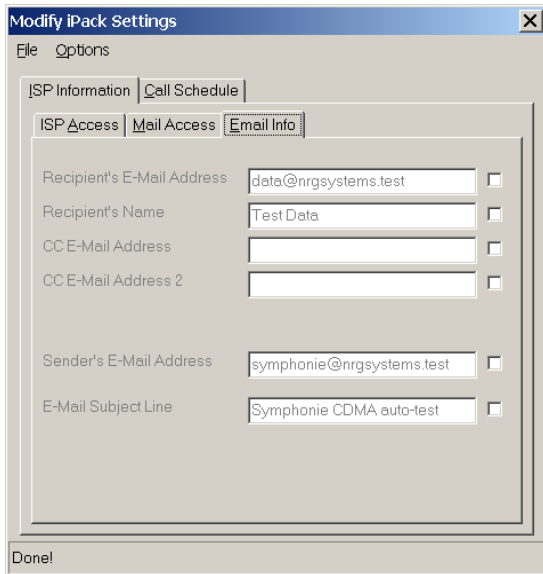 Modify iPack Settings
File Options
ISP Information Call Schedule
ISP Access Mail Access Email Info
Recipient's E-Mail Address data@nrgsystems.test
Recipient's Name Test Data
CC E-Mail Address
CC E-Mail Address 2
Sender's E-Mail Address symphonie@nrgsystems.test
E-Mail Subject Line Symphonie CDMA auto-test
Done!